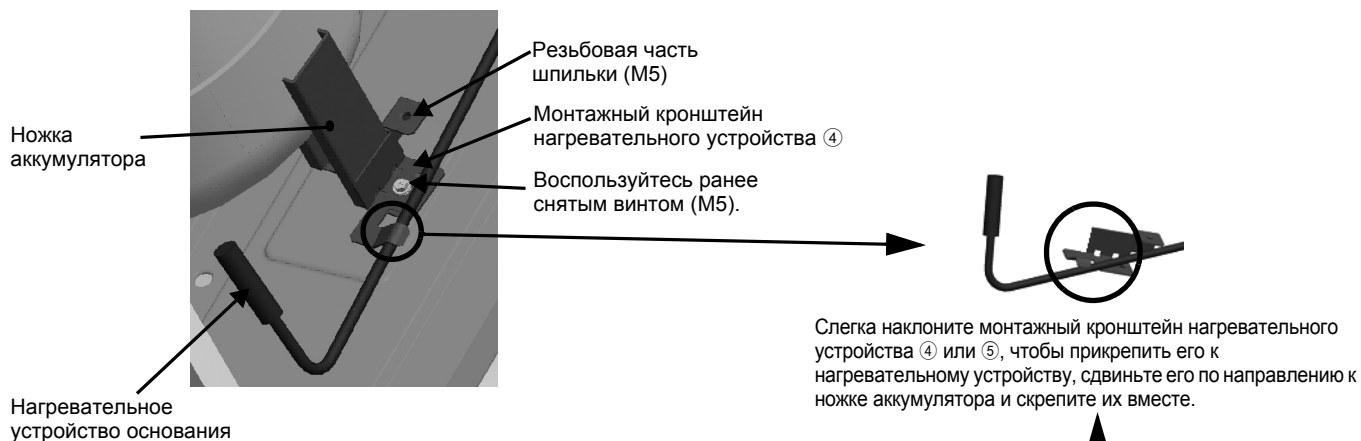 Резьбовая часть
шпильки (M5)
Монтажный кронштейн
нагревательного устройства ④
Ножка
аккумулятора
Воспользуйтесь ранее
снятым винтом (M5).
Слегка наклоните монтажный кронштейн нагревательного
устройства ④ или ⑤, чтобы прикрепить его к
нагревательному устройству, сдвиньте его по направлению к
ножке аккумулятора и скрепите их вместе.
Нагревательное
устройство основания